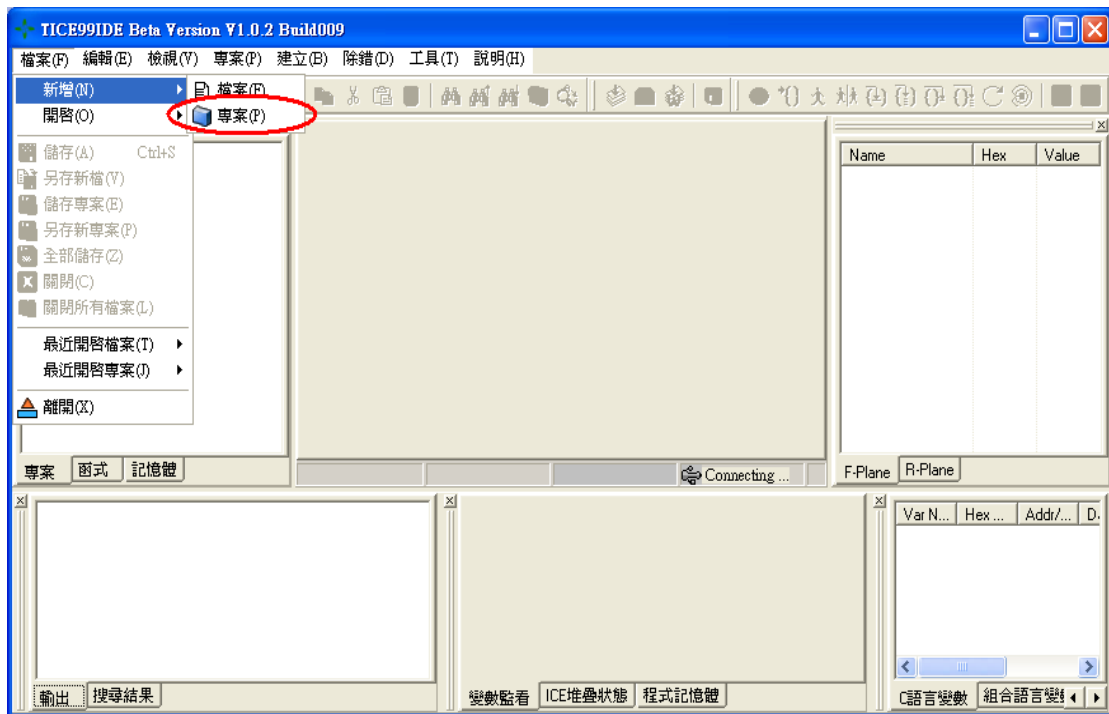 TICE99IDE Beta Version V1.0.2 Build009
檔案(F) 編輯(E) 檢視(V) 專案(P) 建立(B) 除錯(D) 工具(T) 說明(H)
新增(N)
檔案(F)
開啓(O)
專案(P)
儲存(A) Ctrl+S
另存新檔(V)
儲存專案(E)
另存新專案(P)
全部儲存(Z)
關閉(C)
關閉所有檔案(L)
最近開啓檔案(T)
最近開啓專案(J)
離開(X)
Name Hex Value
專案 函式 記憶體
Connecting ...
F-Plane R-Plane
Var N... Hex ... Addr/... D.
輸出 搜尋結果
變數監看 ICE堆疊狀態 程式記憶體
C語言變數 組合語言變